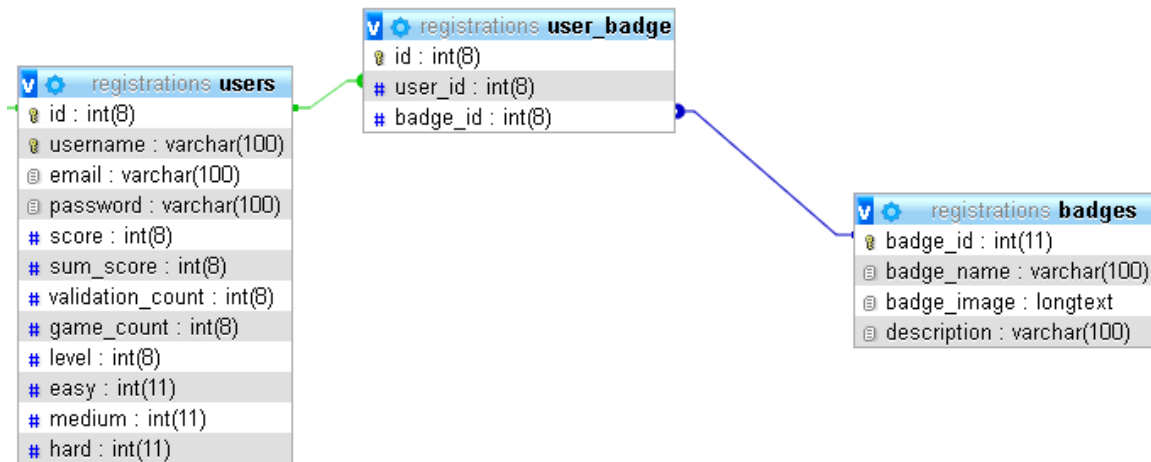 v registrations users
id : int(8)
username : varchar(100)
email : varchar(100)
password : varchar(100)
# score : int(8)
# sum_score : int(8)
# validation_count : int(8)
# game_count : int(8)
# level : int(8)
# easy : int(11)
# medium : int(11)
# hard : int(11)
v registrations user_badge
id : int(8)
# user_id : int(8)
# badge_id : int(8)
v registrations badges
badge_id : int(11)
badge_name : varchar(100)
badge_image : longtext
description : varchar(100)